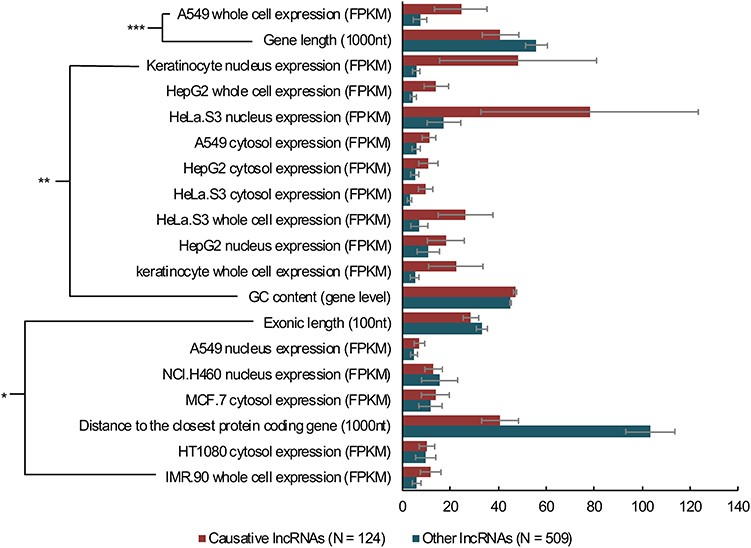 A549 whole cell expression (FPKM)
***
Gene length (1000nt)
Keratinocyte nucleus expression (FPKM)
HepG2 whole cell expression (FPKM)
HeLa.S3 nucleus expression (FPKM)
A549 cytosol expression (FPKM)
HepG2 cytosol expression (FPKM)
**
HeLa.S3 cytosol expression (FPKM)
HeLa.S3 whole cell expression (FPKM)
HepG2 nucleus expression (FPKM)
keratinocyte whole cell expression (FPKM)
GC content (gene level)
Exonic length (100nt)
A549 nucleus expression (FPKM)
NCI.H460 nucleus expression (FPKM)
*
MCF.7 cytosol expression (FPKM)
Distance to the closest protein coding gene (1000nt)
HT1080 cytosol expression (FPKM)
IMR.90 whole cell expression (FPKM)
0 20 40 60 80 100 120 140
Causative lncRNAs (N = 124) Other lncRNAs (N = 509)